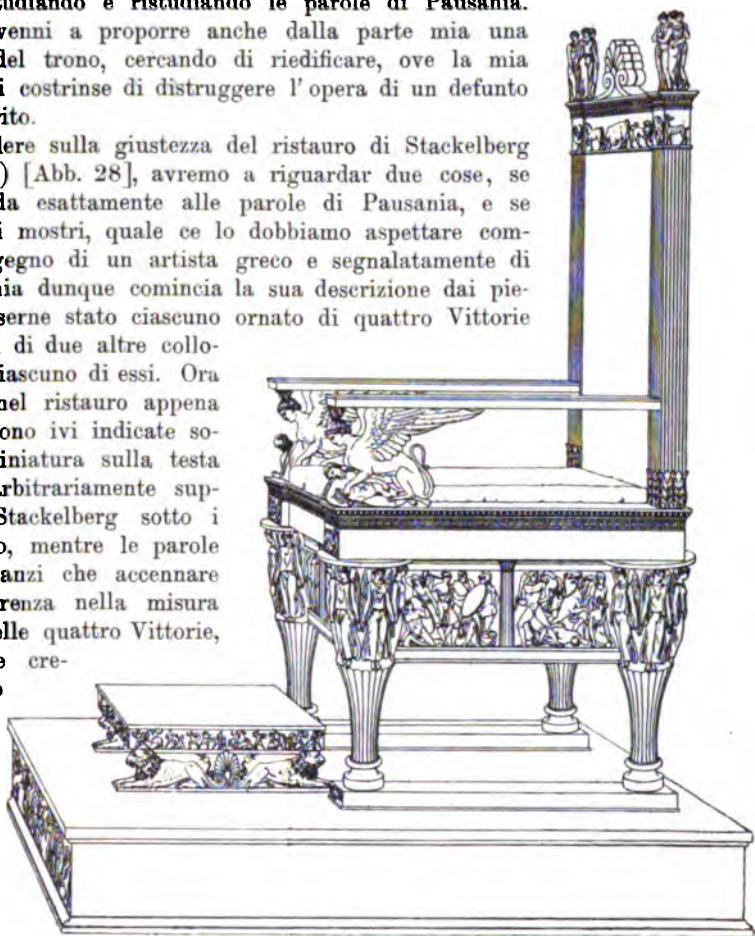 tudiando e ristudiando le parole di Pausania.
venni a proporre anche dalla parte mia una
del trono, cercando di riedificare, ove la mia
i costrinse di distruggere l'opera di un defunto
rito.
dere sulla giustezza del ristauro di Stackelberg
) [Abb. 28], avremo a riguardar due cose, se
da esattamente alle parole di Pausania, e se
i mostri, quale ce lo dobbiamo aspettare com-
gegno di un artista greco e segnalatamente di
nia dunque comincia la sua descrizione dai pie-
serne stato ciascuno ornato di quattro Vittorie
di due altre collo-
iascuno di essi. Ora
nel ristauro appena
ono ivi indicate so-
iniatura sulla testa
rbitrariamente sup-
Stackelberg sotto i
o, mentre le parole
anzi che accennare
renza nella misura
elle quattro Vittorie,
e cre-
o